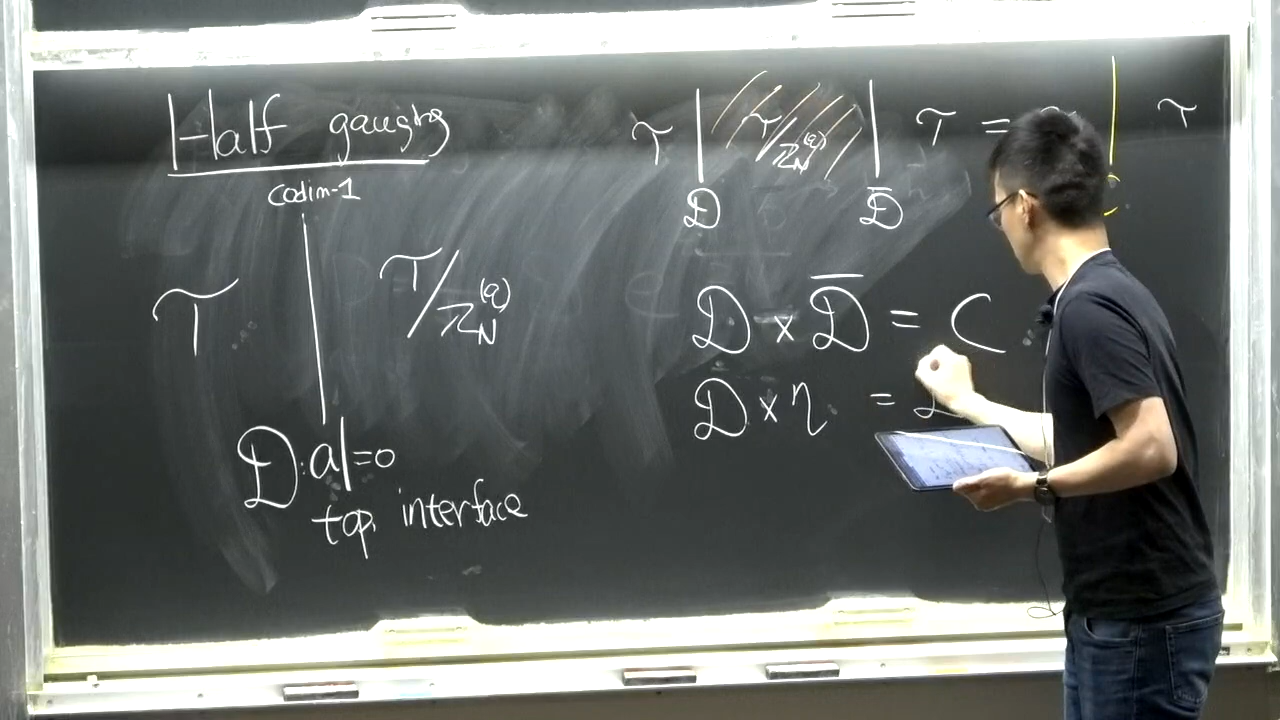 Half gauging
codim-1
𝒯 𝒯/ℤ_N^(q)
𝒟: a|=0
top. interface
𝒯 | 𝒯/ℤ_N^(q) | 𝒯 = | 𝒯
𝒟 𝒟̅
𝒟 × 𝒟̅ = C
𝒟 × η =